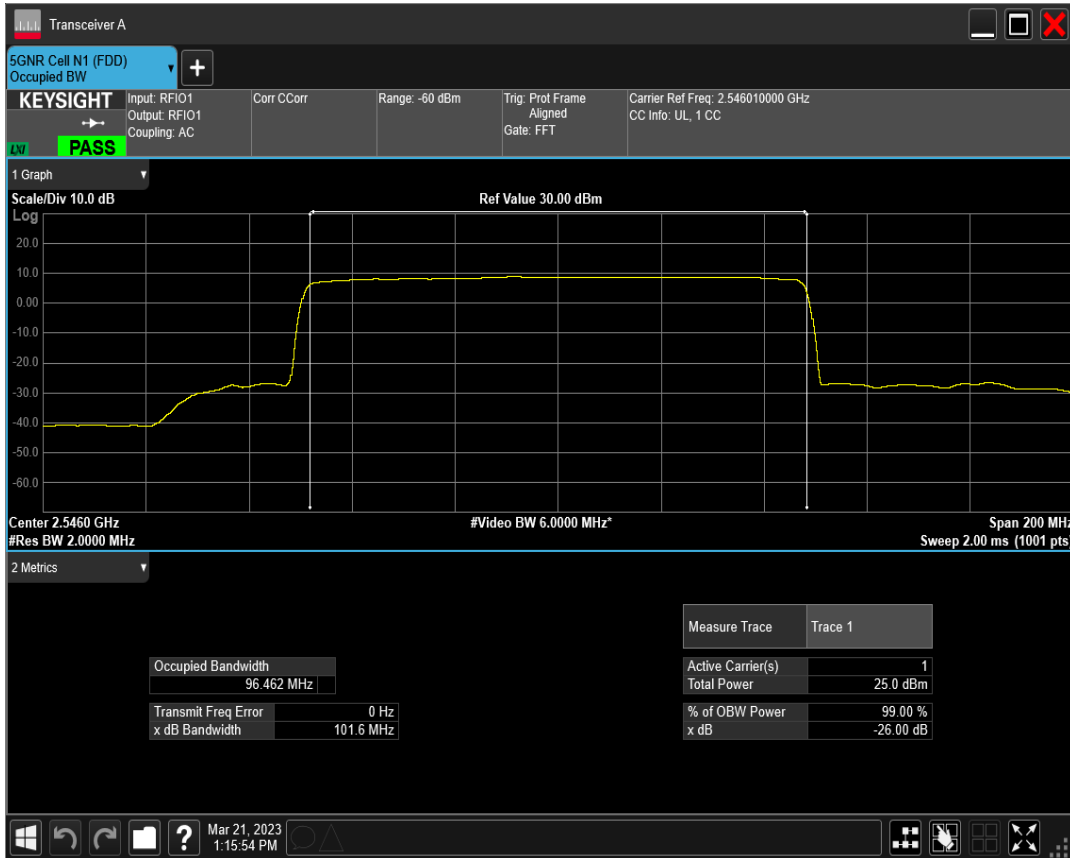 Transceiver A
5GNR Cell N1 (FDD)
Occupied BW
+
KEYSIGHT
LXI
PASS
Input: RFIO1
Output: RFIO1
Coupling: AC
Corr CCorr
Range: -60 dBm
Trig: Prot Frame
Aligned
Gate: FFT
Carrier Ref Freq: 2.546010000 GHz
CC Info: UL, 1 CC
1 Graph
Scale/Div 10.0 dB
Ref Value 30.00 dBm
Log
20.0
10.0
0.00
-10.0
-20.0
-30.0
-40.0
-50.0
-60.0
Center 2.5460 GHz
#Video BW 6.0000 MHz*
Span 200 MHz
#Res BW 2.0000 MHz
Sweep 2.00 ms (1001 pts)
2 Metrics
Measure Trace Trace 1
Occupied Bandwidth
96.462 MHz
Active Carrier(s) 1
Total Power 25.0 dBm
Transmit Freq Error 0 Hz
x dB Bandwidth 101.6 MHz
% of OBW Power 99.00 %
x dB -26.00 dB
?
Mar 21, 2023
1:15:54 PM